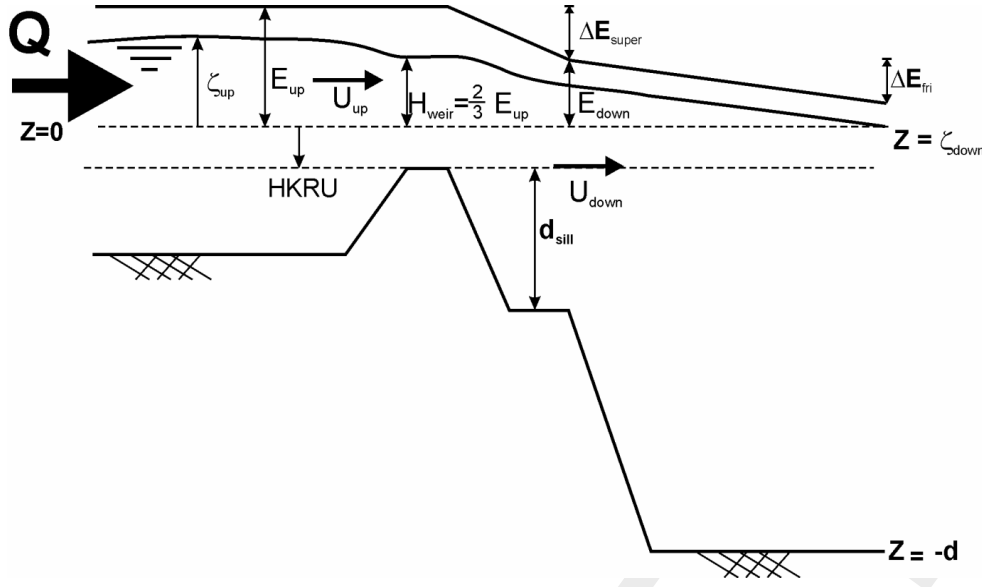 Q
ΔE_super
ζ_up
E_up
U_up
H_weir = 2/3 E_up
E_down
ΔE_fri
Z=0
Z = ζ_down
HKRU
U_down
d_sill
Z = -d